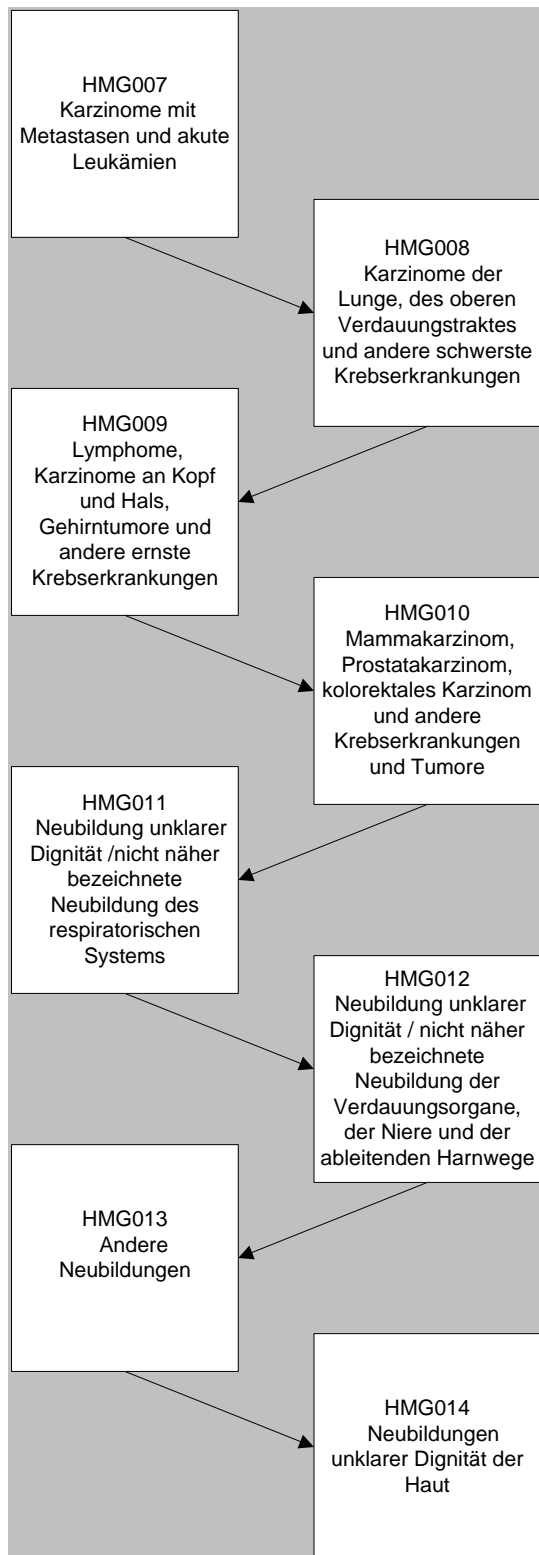 HMG007
Karzinome mit
Metastasen und akute
Leukämien
HMG008
Karzinome der
Lunge, des oberen
Verdauungstraktes
und andere schwerste
Krebserkrankungen
HMG009
Lymphome,
Karzinome an Kopf
und Hals,
Gehirntumore und
andere ernste
Krebserkrankungen
HMG010
Mammakarzinom,
Prostatakarzinom,
kolorektales Karzinom
und andere
Krebserkrankungen
und Tumore
HMG011
Neubildung unklarer
Dignität /nicht näher
bezeichnete
Neubildung des
respiratorischen
Systems
HMG012
Neubildung unklarer
Dignität / nicht näher
bezeichnete
Neubildung der
Verdauungsorgane,
der Niere und der
ableitenden Harnwege
HMG013
Andere
Neubildungen
HMG014
Neubildungen
unklarer Dignität der
Haut